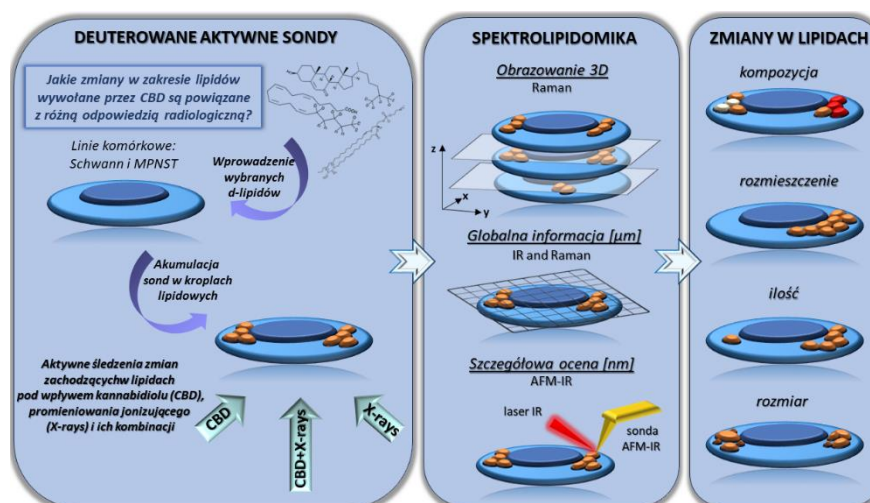 DEUTEROWANE AKTYWNE SONDY
Jakie zmiany w zakresie lipidów
wywołane przez CBD są powiązane
z różną odpowiedzią radiologiczną?
Linie komórkowe:
Schwann i MPNST
Wprowadzenie
wybranych
d-lipidów
Akumulacja
sond w kroplach
lipidowych
Aktywne śledzenia zmian
zachodzącychw lipidach
pod wpływem kannabidiolu (CBD),
promieniowania jonizującego
(X-rays) i ich kombinacji
CBD
CBD+X-rays
X-rays
SPEKTROLIPIDOMIKA
Obrazowanie 3D
Raman
z
x
y
Globalna informacja [µm]
IR and Raman
Szczegółowa ocena [nm]
AFM-IR
laser IR
sonda
AFM-IR
ZMIANY W LIPIDACH
kompozycja
rozmieszczenie
ilość
rozmiar